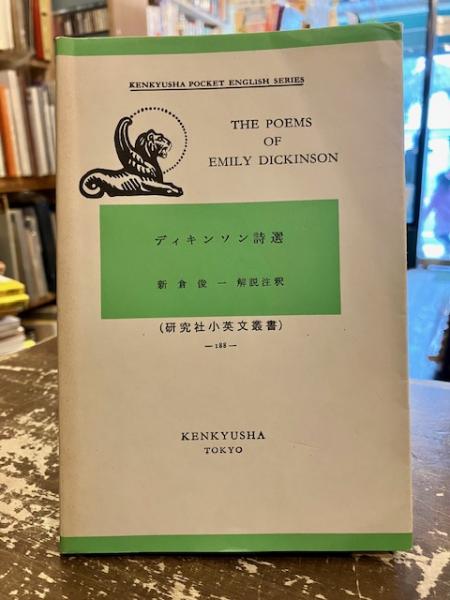 KENKYUSHA POCKET ENGLISH SERIES
THE POEMS
OF
EMILY DICKINSON
ディキンソン詩選
新倉俊一 解説注釈
(研究社小英文叢書)
—188—
KENKYUSHA
TOKYO